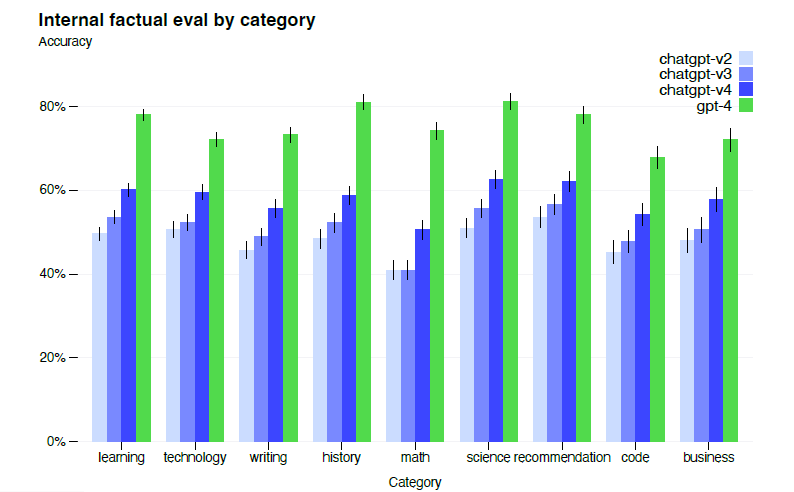 Internal factual eval by category
Accuracy
chatgpt-v2
chatgpt-v3
chatgpt-v4
gpt-4
80%
60%
40%
20%
0%
learning technology writing history math science recommendation code business
Category